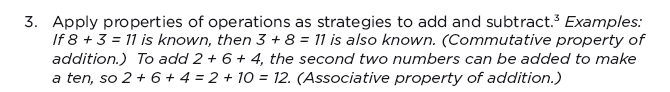 3. Apply properties of operations as strategies to add and subtract.³ Examples:
If 8 + 3 = 11 is known, then 3 + 8 = 11 is also known. (Commutative property of
addition.) To add 2 + 6 + 4, the second two numbers can be added to make
a ten, so 2 + 6 + 4 = 2 + 10 = 12. (Associative property of addition.)